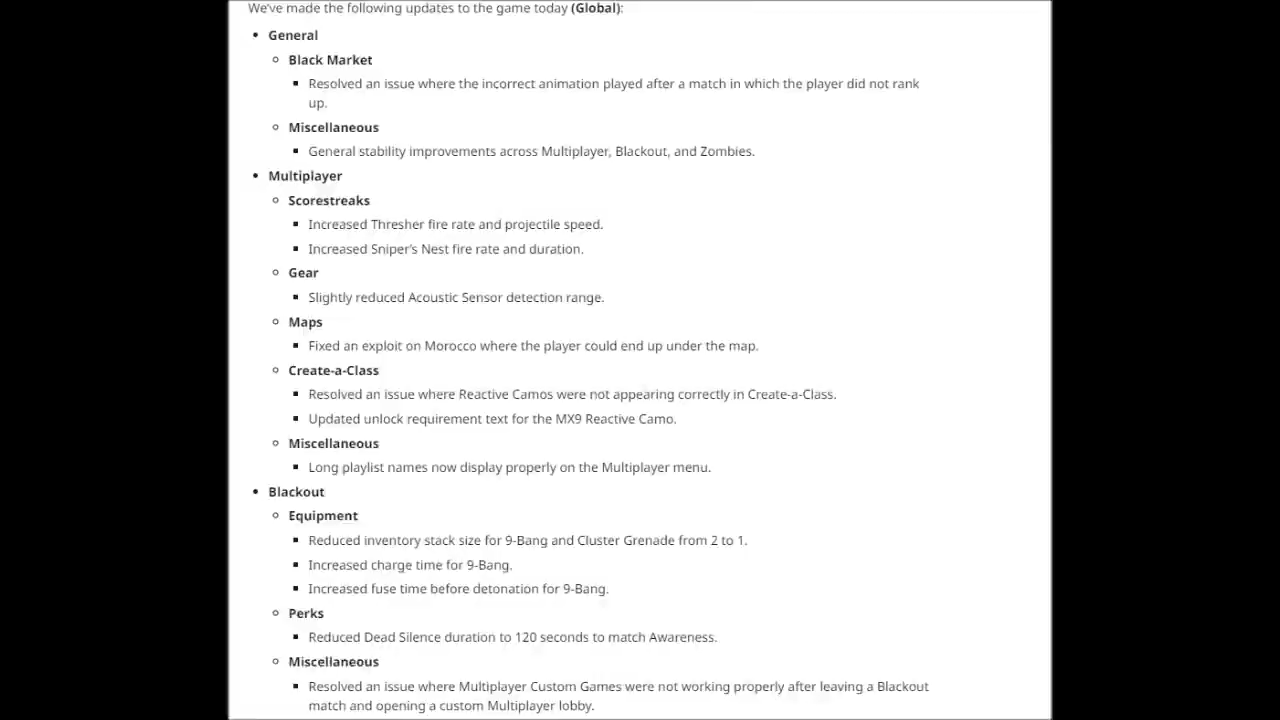 We've made the following updates to the game today (Global):
• General
○ Black Market
▪ Resolved an issue where the incorrect animation played after a match in which the player did not rank
up.
○ Miscellaneous
▪ General stability improvements across Multiplayer, Blackout, and Zombies.
• Multiplayer
○ Scorestreaks
▪ Increased Thresher fire rate and projectile speed.
▪ Increased Sniper's Nest fire rate and duration.
○ Gear
▪ Slightly reduced Acoustic Sensor detection range.
○ Maps
▪ Fixed an exploit on Morocco where the player could end up under the map.
○ Create-a-Class
▪ Resolved an issue where Reactive Camos were not appearing correctly in Create-a-Class.
▪ Updated unlock requirement text for the MX9 Reactive Camo.
○ Miscellaneous
▪ Long playlist names now display properly on the Multiplayer menu.
• Blackout
○ Equipment
▪ Reduced inventory stack size for 9-Bang and Cluster Grenade from 2 to 1.
▪ Increased charge time for 9-Bang.
▪ Increased fuse time before detonation for 9-Bang.
○ Perks
▪ Reduced Dead Silence duration to 120 seconds to match Awareness.
○ Miscellaneous
▪ Resolved an issue where Multiplayer Custom Games were not working properly after leaving a Blackout
match and opening a custom Multiplayer lobby.